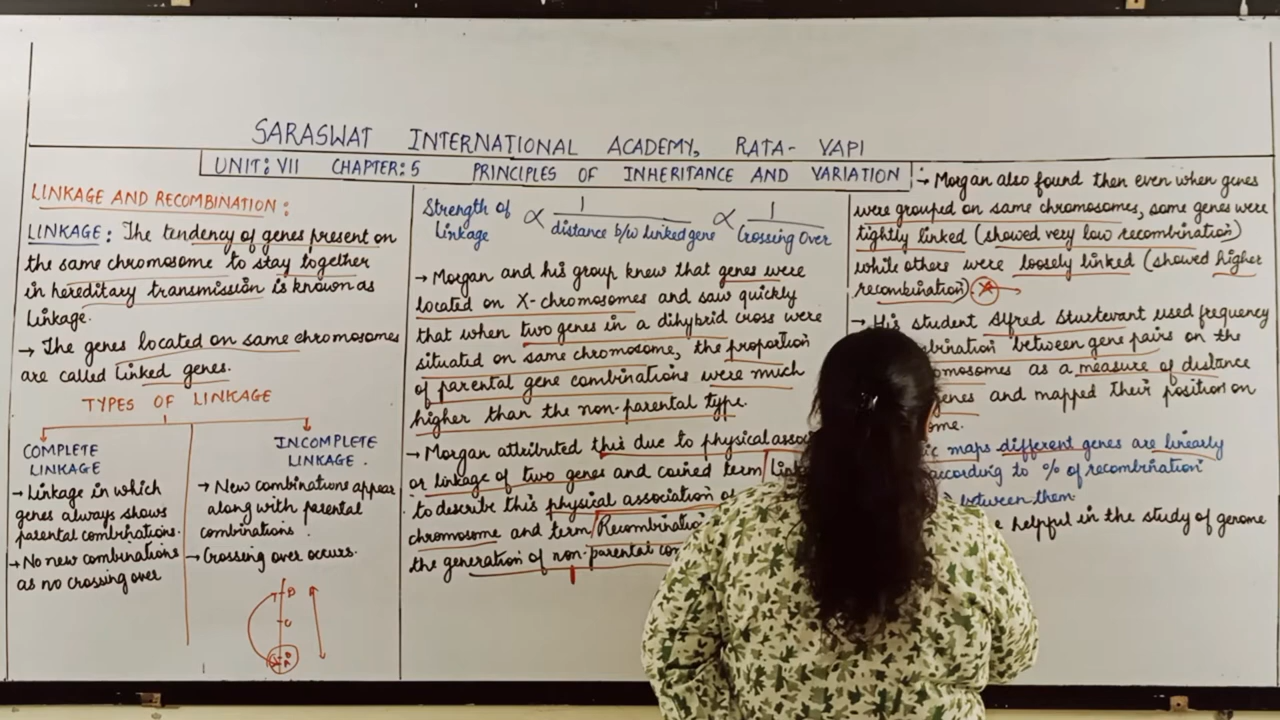 SARASWAT INTERNATIONAL ACADEMY, RATA- VAPI
UNIT: VII CHAPTER: 5 PRINCIPLES OF INHERITANCE AND VARIATION
LINKAGE AND RECOMBINATION:
LINKAGE: The tendency of genes present on
the same chromosome to stay together
in hereditary transmission is known as
linkage.
→ The genes located on same chromosomes
are called linked genes.
TYPES OF LINKAGE
COMPLETE
LINKAGE
→ Linkage in which
genes always shows
parental combinations.
→ No new combinations
as no crossing over
INCOMPLETE
LINKAGE.
→ New combinations appear
along with parental
combinations.
→ Crossing over occurs.
Strength of Linkage ∝ 1/distance b/w linked gene ∝ 1/Crossing Over
→ Morgan and his group knew that genes were
located on X-chromosomes and saw quickly
that when two genes in a dihybrid cross were
situated on same chromosome, the proportion
of parental gene combinations were much
higher than the non-parental type.
→ Morgan attributed this due to physical asso
or linkage of two genes and coined term Link
to describe this physical association
chromosome and term Recombinatio
the generation of non-parental com
→ Morgan also found then even when genes
were grouped on same chromosomes, some genes were
tightly linked (showed very low recombination)
while others were loosely linked (showed higher
recombination).
→ His student Alfred Sturtevant used frequency
bination between gene pairs on the
omosomes as a measure of distance
genes and mapped their position on
ome.
ic maps different genes are linearly
according to % of recombination
between them.
e helpful in the study of genome